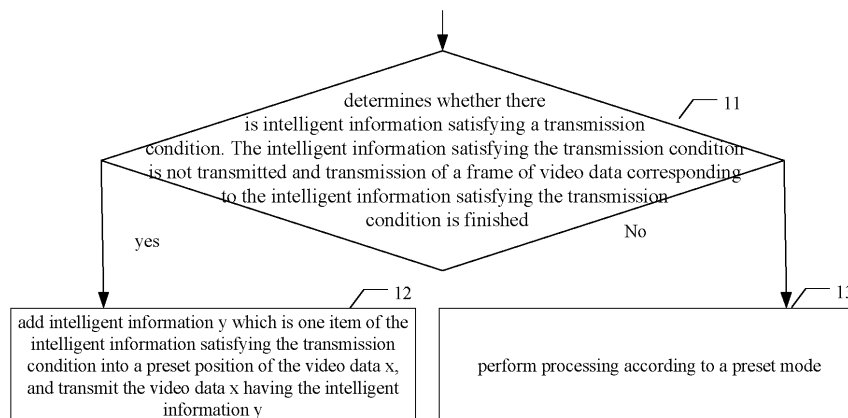 determines whether there
is intelligent information satisfying a transmission
condition. The intelligent information satisfying the transmission condition
is not transmitted and transmission of a frame of video data corresponding
to the intelligent information satisfying the transmission
condition is finished
11
yes
No
12
13
add intelligent information y which is one item of the
intelligent information satisfying the transmission
condition into a preset position of the video data x,
and transmit the video data x having the intelligent
information y
perform processing according to a preset mode